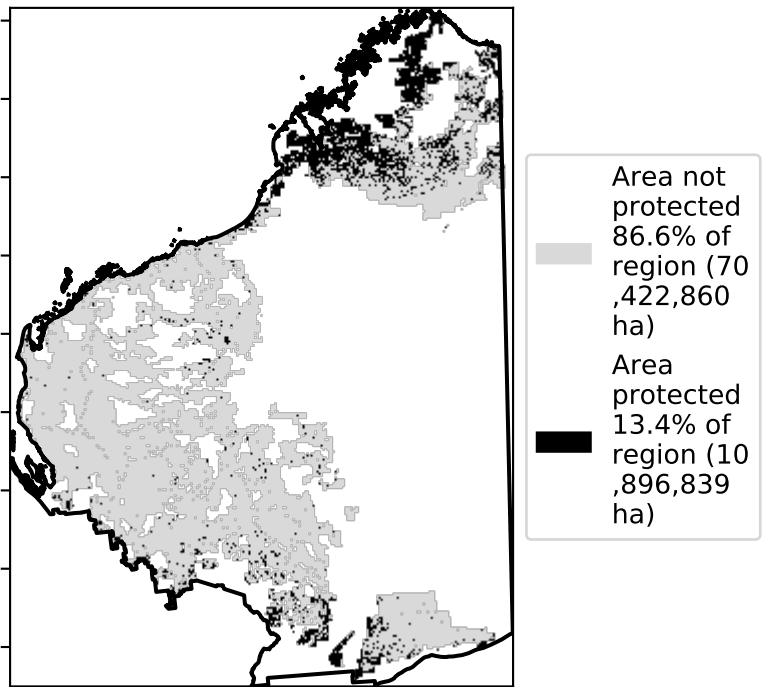 Area not
protected
86.6% of
region (70
,422,860
ha)
Area
protected
13.4% of
region (10
,896,839
ha)